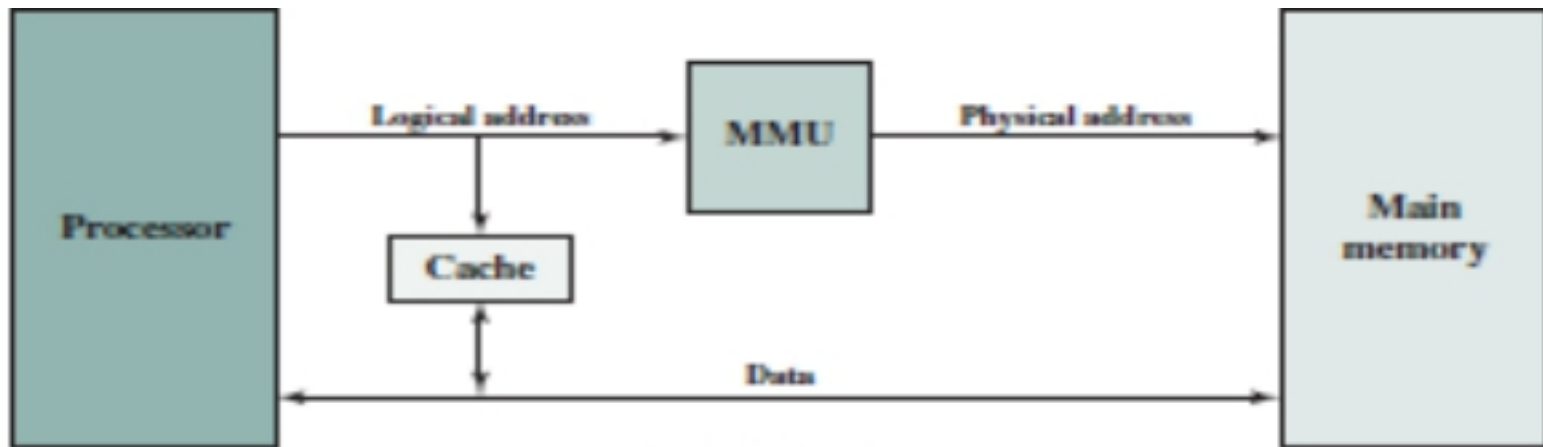 Logical address
Physical address
MMU
Processor
Main
memory
Cache
Data